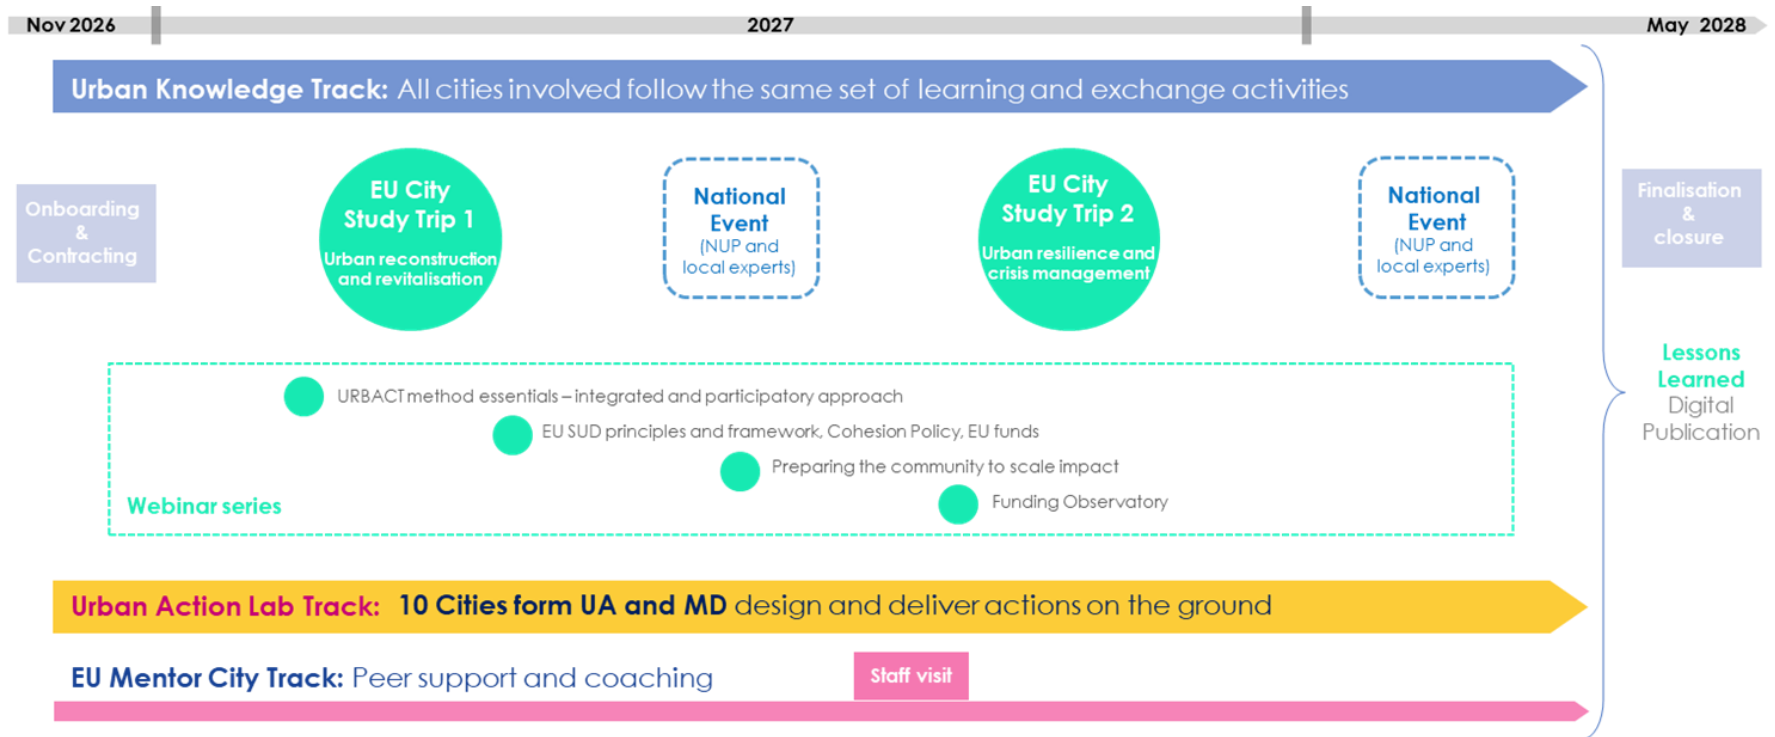 Nov 2026
2027
May 2028
Urban Knowledge Track: All cities involved follow the same set of learning and exchange activities
Onboarding
&
Contracting
EU City
Study Trip 1
Urban reconstruction
and revitalisation
National
Event
(NUP and
local experts)
EU City
Study Trip 2
Urban resilience and
crisis management
National
Event
(NUP and
local experts)
Finalisation
&
closure
URBACT method essentials – integrated and participatory approach
EU SUD principles and framework, Cohesion Policy, EU funds
Preparing the community to scale impact
Funding Observatory
Webinar series
Lessons
Learned
Digital
Publication
Urban Action Lab Track: 10 Cities form UA and MD design and deliver actions on the ground
EU Mentor City Track: Peer support and coaching
Staff visit